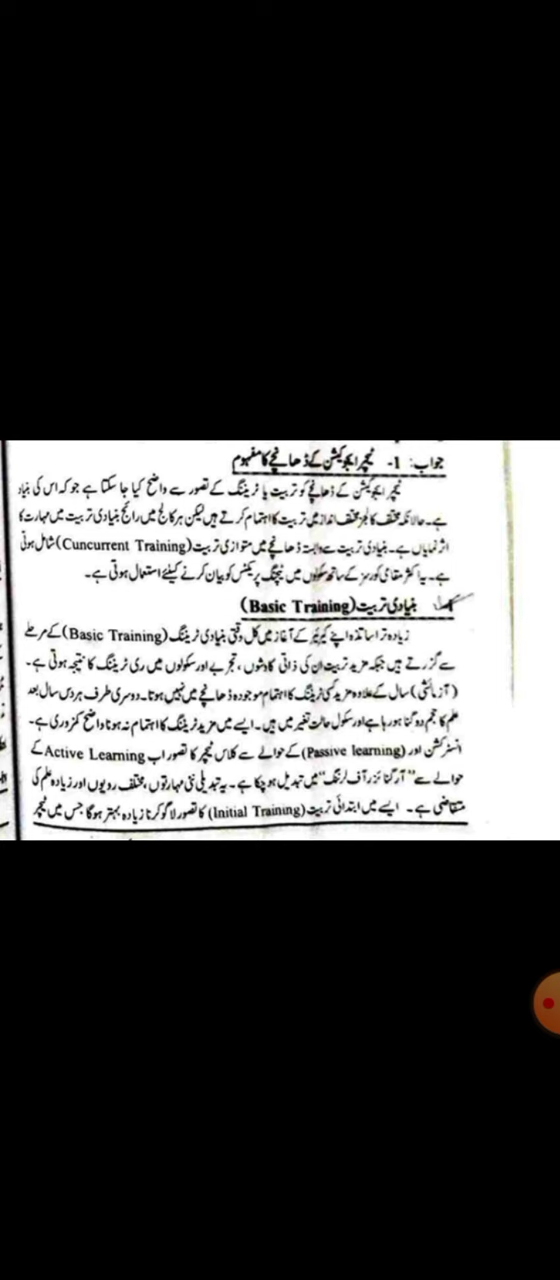 جواب: 1- ٹیچر ایجوکیشن کے ڈھانچے کا مفہوم
ٹیچر ایجوکیشن کے ڈھانچے کو تربیت یا ٹریننگ کے تصور سے واضح کیا جا سکتا ہے جو کہ اس کی بنیاد
ہے۔ حالانکہ مختلف کالجز مختلف انداز میں تربیت کا اہتمام کرتے ہیں لیکن ہر کالج میں رائج بنیادی تربیت میں مہارت کا
اثر نمایاں ہے۔ بنیادی تربیت سے وابستہ ڈھانچے میں متوازی تربیت (Cuncurrent Training) شامل ہوتی
ہے۔ یہ اکثر مقامی کورسز کے ساتھ سکولوں میں ٹیچنگ پریکٹس کو بیان کرنے کیلئے استعمال ہوتی ہے۔
بنیادی تربیت (Basic Training)
زیادہ تر اساتذہ اپنے کیرئر کے آغاز میں کل وقتی بنیادی ٹریننگ (Basic Training) کے مرحلے
سے گزرتے ہیں جبکہ مزید تربیت ان کی ذاتی کاوشوں، تجربے اور سکولوں میں ری ٹریننگ کا نتیجہ ہوتی ہے۔
(آزمائشی) سال کے علاوہ مزید کسی ٹریننگ کا اہتمام موجودہ ڈھانچے میں نہیں ہوتا۔ دوسری طرف ہر دس سال بعد
علم کا حجم دوگنا ہو رہا ہے اور سکول حالت تغیر میں ہیں۔ ایسے میں مزید ٹریننگ کا اہتمام نہ ہونا واضح کمزوری ہے۔
انسٹرکشن اور (Passive learning) کے حوالے سے کلاس ٹیچر کا تصور اب Active Learning کے
حوالے سے "آرگنائزر آف لرننگ" میں تبدیل ہو چکا ہے۔ یہ تبدیلی نئی مہارتوں، مختلف رویوں اور زیادہ علم کی
متقاضی ہے۔ ایسے میں ابتدائی تربیت (Initial Training) کا تصور لاگو کرنا زیادہ بہتر ہوگا جس میں ٹیچر